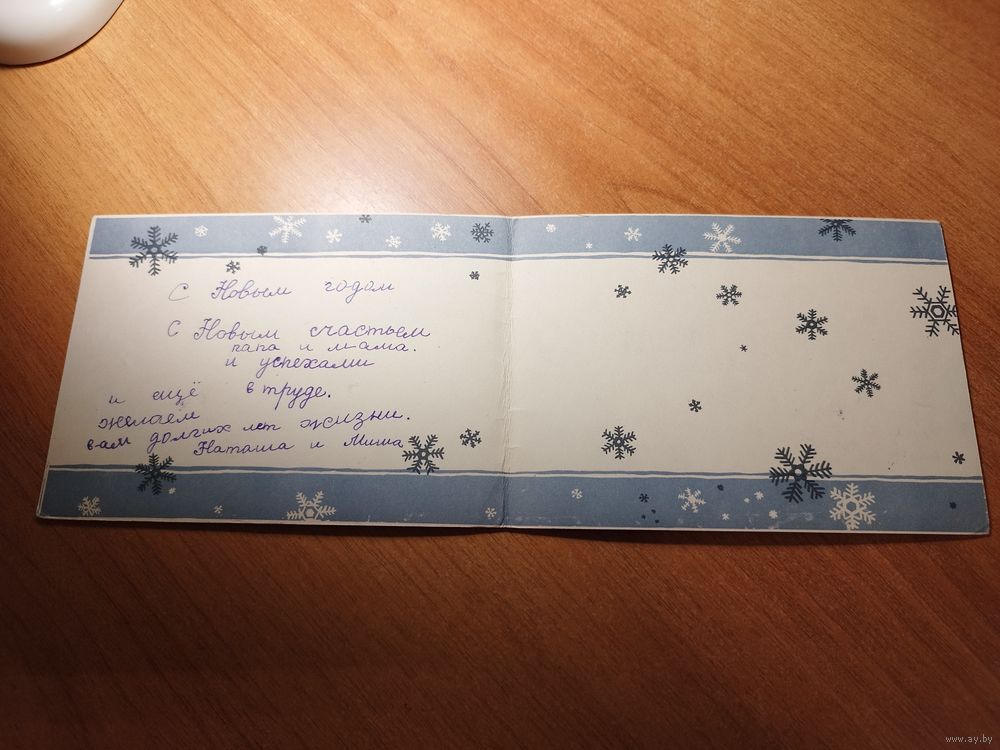 С Новым годом
С Новым счастьем
папа и мама.
и успехами
в труде.
и ещё
желаем
вам долгих лет жизни.
Наташа и Миша
www.ay.by